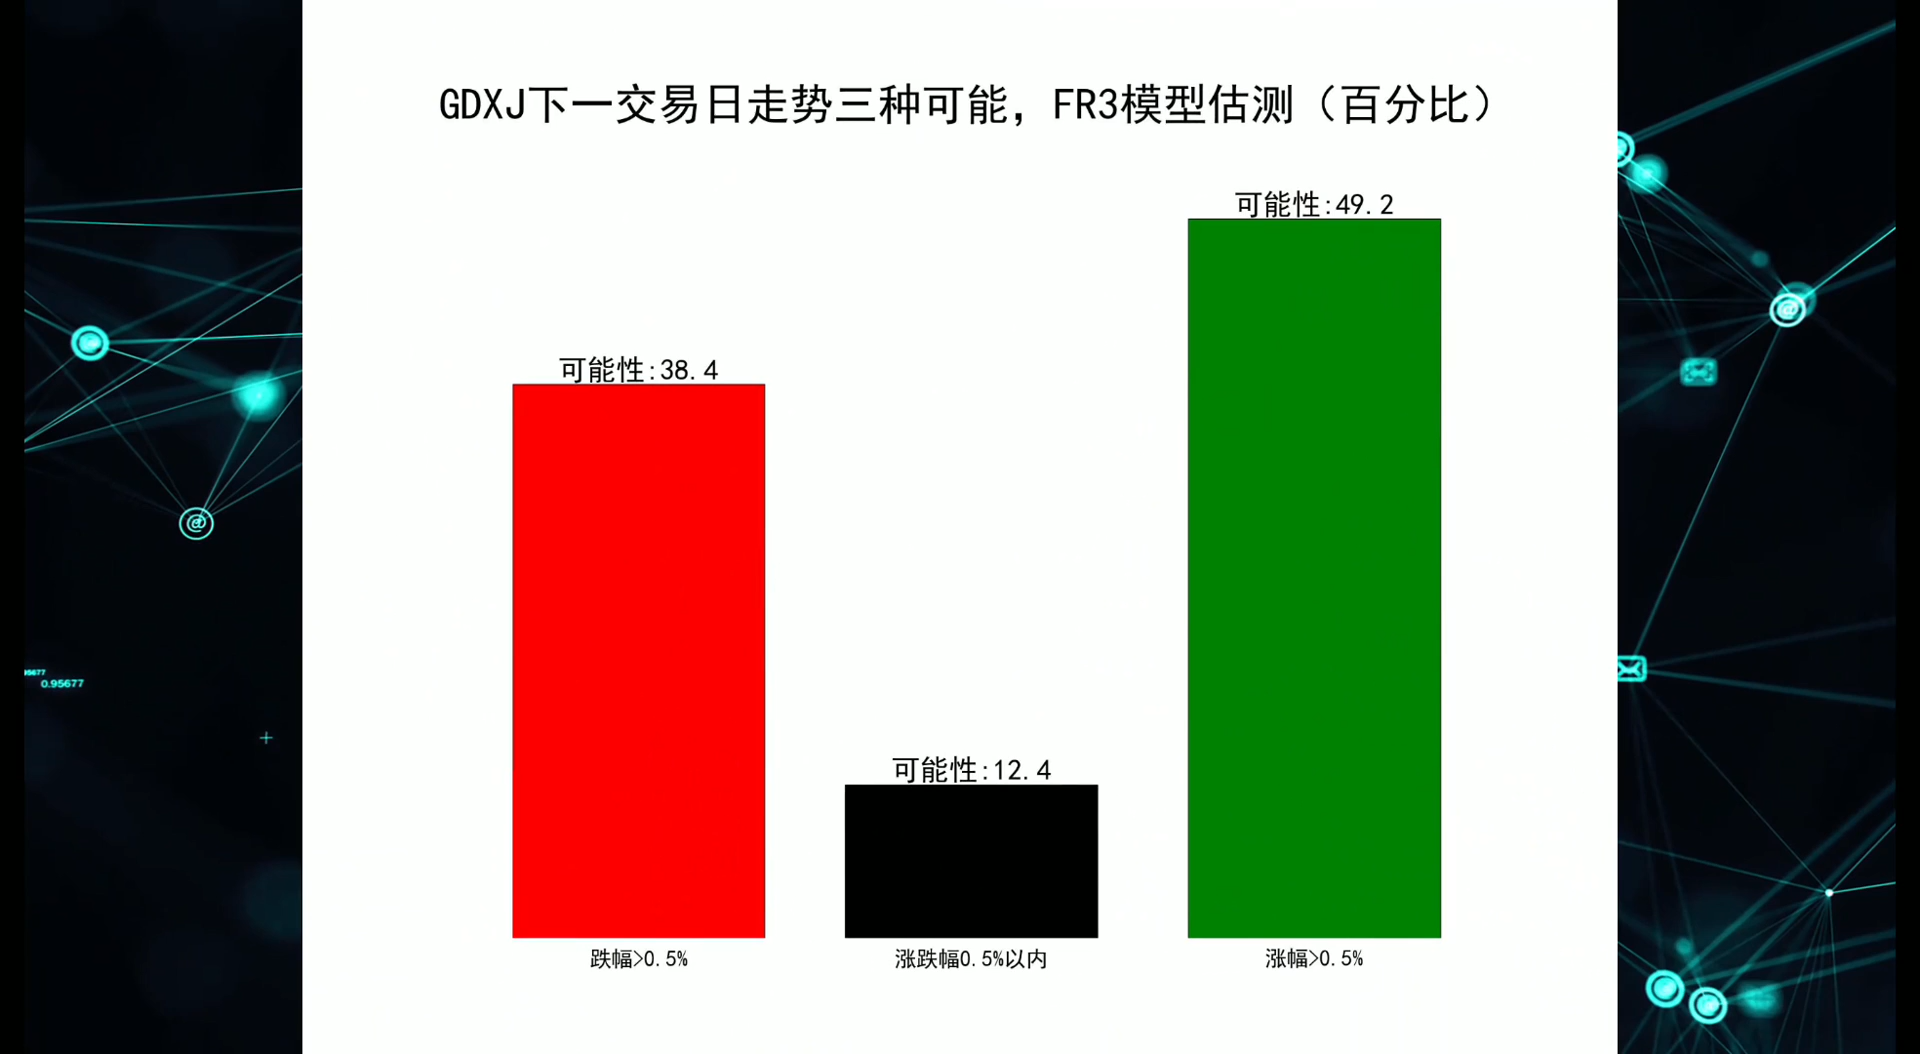 GDXJ下一交易日走势三种可能，FR3模型估测（百分比）
可能性:49.2
可能性:38.4
可能性:12.4
跌幅>0.5%
涨跌幅0.5%以内
涨幅>0.5%
0.95677